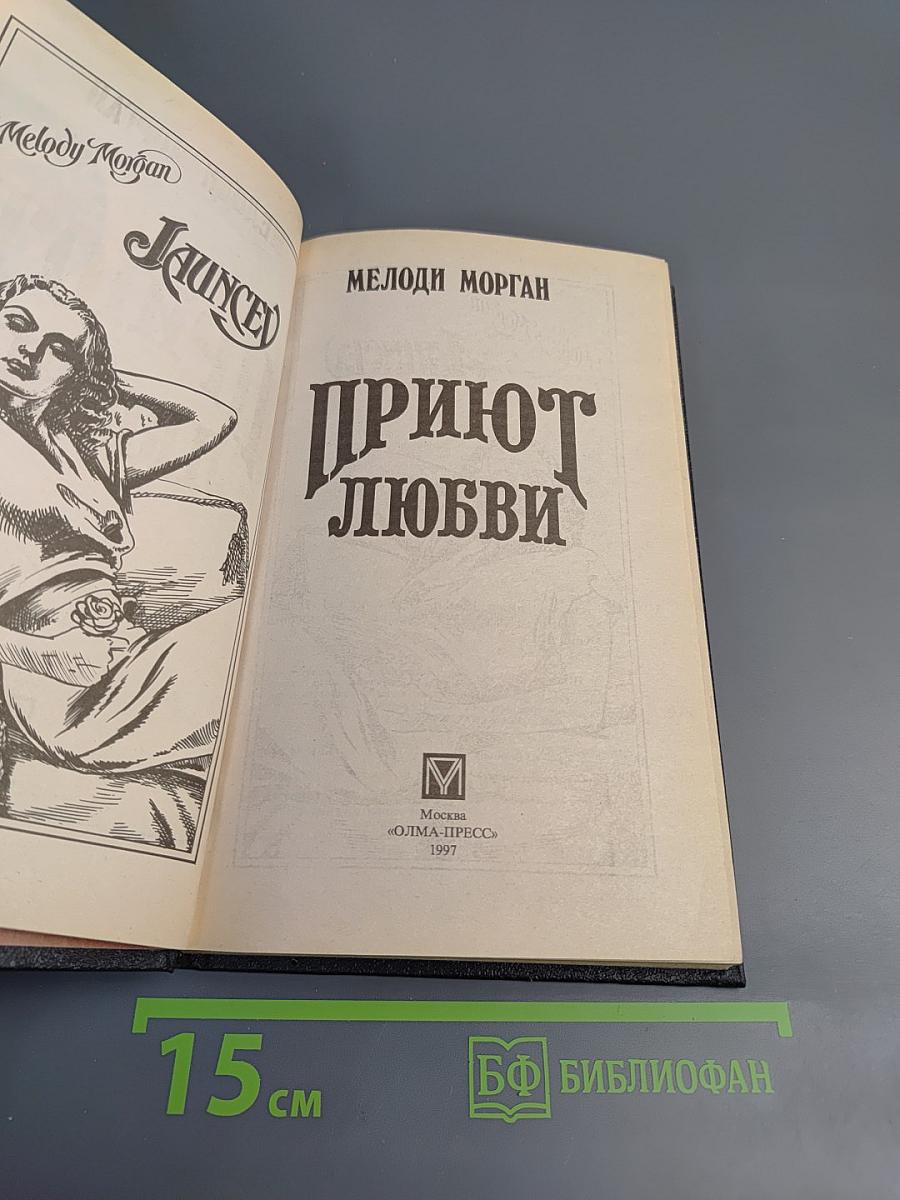 Melody Morgan
JAUNCEY
МЕЛОДИ МОРГАН
ПРИЮТ
ЛЮБВИ
Москва
«ОЛМА-ПРЕСС»
1997
15 см
БФ БИБЛИОФАН